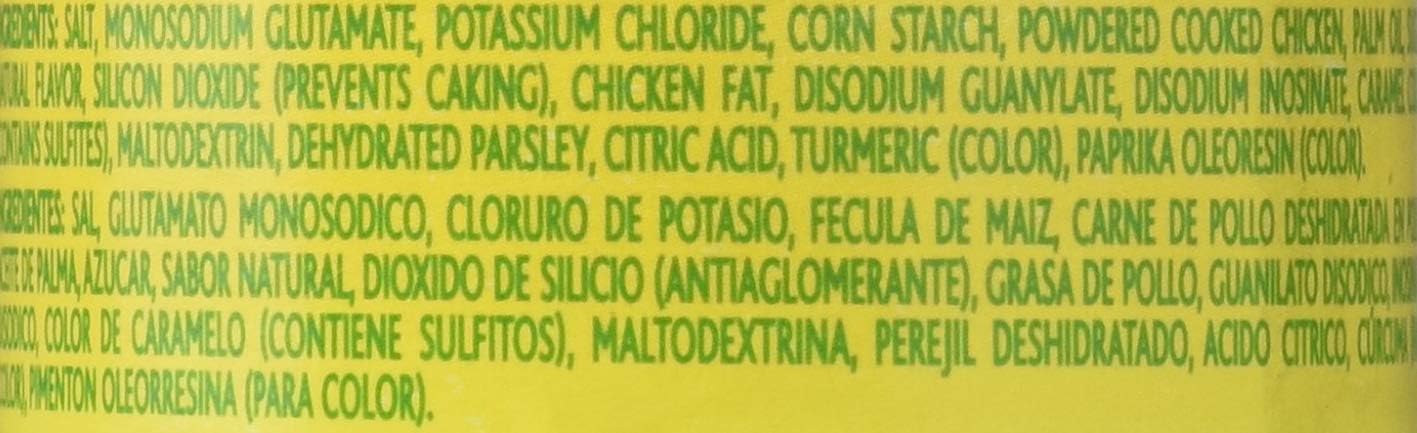 SALT, MONOSODIUM GLUTAMATE, POTASSIUM CHLORIDE, CORN STARCH, POWDERED COOKED CHICKEN, PALM OIL,
FLAVOR, SILICON DIOXIDE (PREVENTS CAKING), CHICKEN FAT, DISODIUM GUANYLATE, DISODIUM INOSINATE, CARAMEL
SULFITES), MALTODEXTRIN, DEHYDRATED PARSLEY, CITRIC ACID, TURMERIC (COLOR), PAPRIKA OLEORESIN (COLOR).
SAL, GLUTAMATO MONOSODICO, CLORURO DE POTASIO, FECULA DE MAIZ, CARNE DE POLLO DESHIDRATADA
DE PALMA, AZUCAR, SABOR NATURAL, DIOXIDO DE SILICIO (ANTIAGLOMERANTE), GRASA DE POLLO, GUANILATO DISODICO,
COLOR DE CARAMELO (CONTIENE SULFITOS), MALTODEXTRINA, PEREJIL DESHIDRATADO, ACIDO CITRICO,
PIMENTON OLEORRESINA (PARA COLOR).